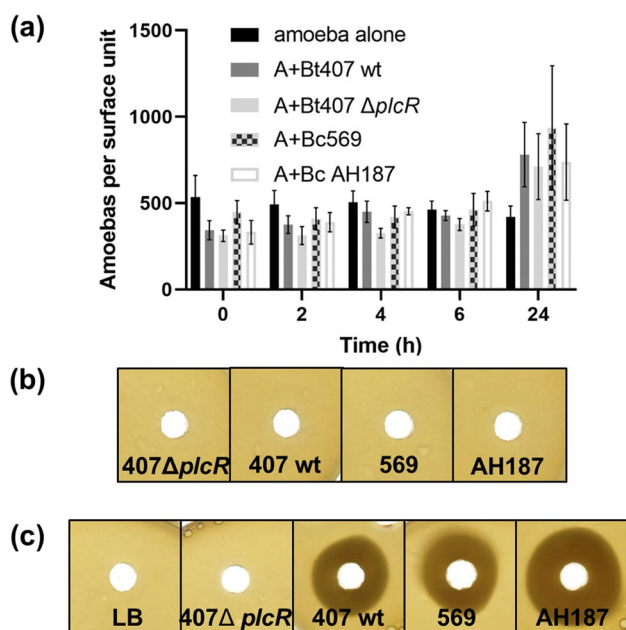 (a)
1500
1000
500
0
Amoebas per surface unit
amoeba alone
A+Bt407 wt
A+Bt407 ΔplcR
A+Bc569
A+Bc AH187
0 2 4 6 24
Time (h)
(b)
407ΔplcR 407 wt 569 AH187
(c)
LB 407Δ plcR 407 wt 569 AH187